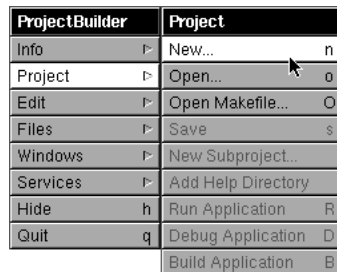 ProjectBuilder
Info
Project
Edit
Files
Windows
Services
Hide h
Quit q
Project
New... n
Open... o
Open Makefile... O
Save s
New Subproject...
Add Help Directory
Run Application R
Debug Application D
Build Application B